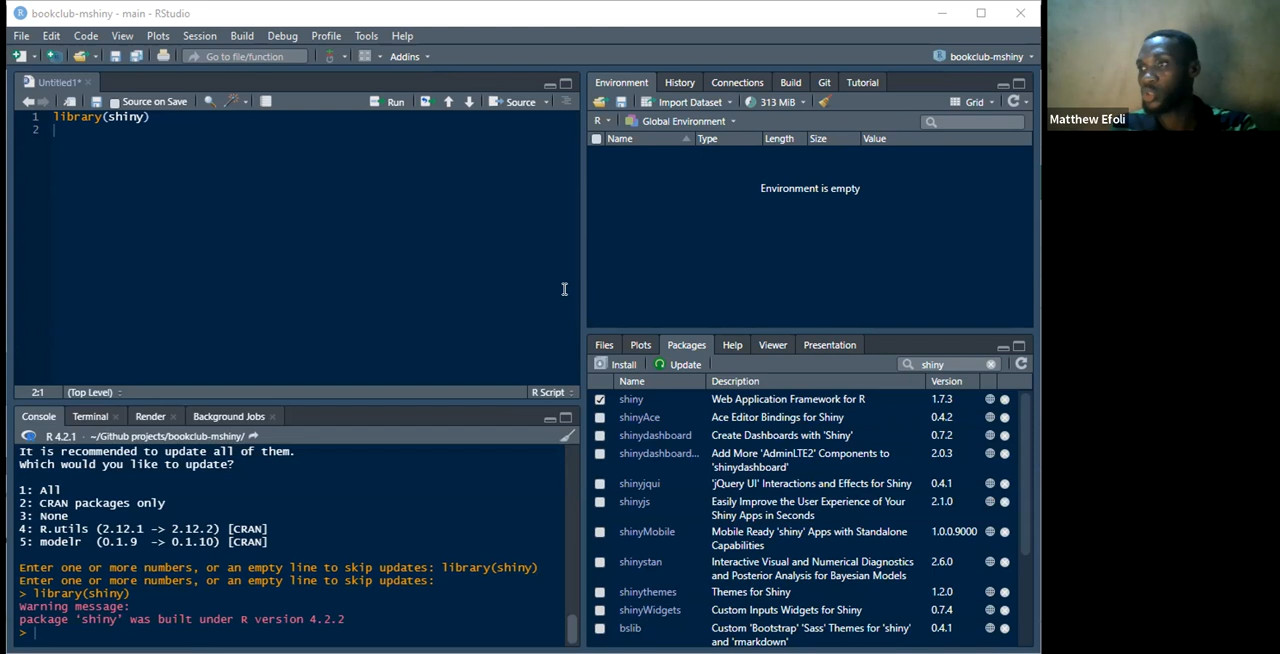 bookclub-mshiny - main - RStudio
File Edit Code View Plots Session Build Debug Profile Tools Help
Go to file/function Addins bookclub-mshiny
Untitled1*
Source on Save Run Source
1 library(shiny)
2
2:1 (Top Level) R Script
Console Terminal Render Background Jobs
R 4.2.1 · ~/Github projects/bookclub-mshiny/
It is recommended to update all of them.
Which would you like to update?
1: All
2: CRAN packages only
3: None
4: R.utils (2.12.1 -> 2.12.2) [CRAN]
5: modelr (0.1.9 -> 0.1.10) [CRAN]
Enter one or more numbers, or an empty line to skip updates: library(shiny)
Enter one or more numbers, or an empty line to skip updates:
> library(shiny)
Warning message:
package ‘shiny’ was built under R version 4.2.2
>
Environment History Connections Build Git Tutorial
Import Dataset 313 MiB Grid
R Global Environment
Name Type Length Size Value
Environment is empty
Files Plots Packages Help Viewer Presentation
Install Update shiny
Name Description Version
shiny Web Application Framework for R 1.7.3
shinyAce Ace Editor Bindings for Shiny 0.4.2
shinydashboard Create Dashboards with 'Shiny' 0.7.2
shinydashboard... Add More 'AdminLTE2' Components to 2.0.3
'shinydashboard'
shinyjqui 'jQuery UI' Interactions and Effects for Shiny 0.4.1
shinyjs Easily Improve the User Experience of Your 2.1.0
Shiny Apps in Seconds
shinyMobile Mobile Ready 'shiny' Apps with Standalone 1.0.0.9000
Capabilities
shinystan Interactive Visual and Numerical Diagnostics 2.6.0
and Posterior Analysis for Bayesian Models
shinythemes Themes for Shiny 1.2.0
shinyWidgets Custom Inputs Widgets for Shiny 0.7.4
bslib Custom 'Bootstrap' 'Sass' Themes for 'shiny' 0.4.1
and 'rmarkdown'
Matthew Efoli